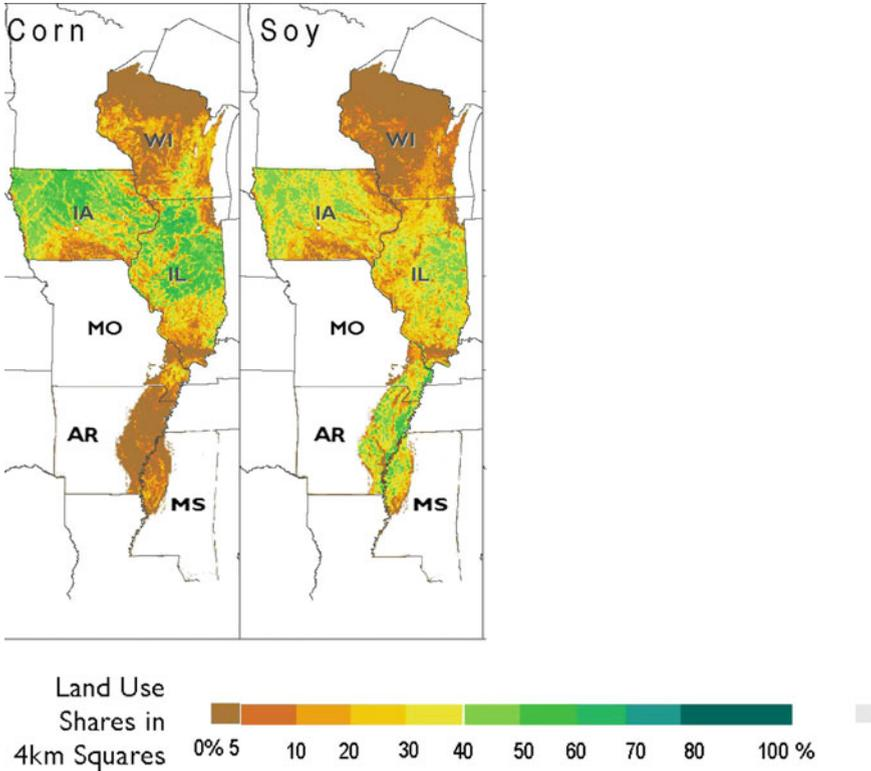 Corn
Soy
WI
WI
IA
IA
IL
IL
MO
MO
AR
AR
MS
MS
Land Use
Shares in
4km Squares
0% 5 10 20 30 40 50 60 70 80 100 %